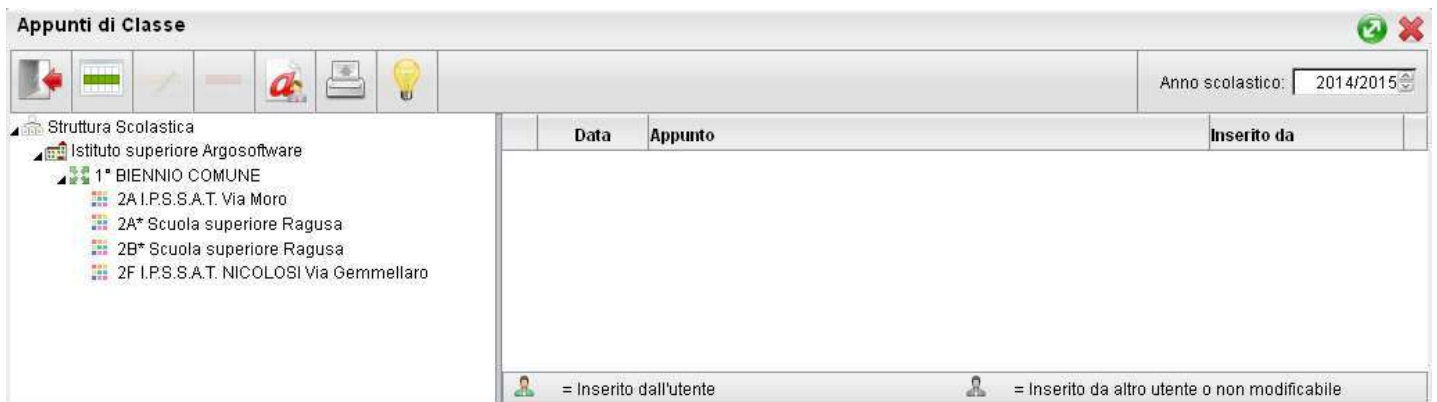 Appunti di Classe
Anno scolastico: 2014/2015
Struttura Scolastica
Istituto superiore Argosoftware
1° BIENNIO COMUNE
2A I.P.S.S.A.T. Via Moro
2A* Scuola superiore Ragusa
2B* Scuola superiore Ragusa
2F I.P.S.S.A.T. NICOLOSI Via Gemmellaro
Data Appunto Inserito da
= Inserito dall'utente = Inserito da altro utente o non modificabile